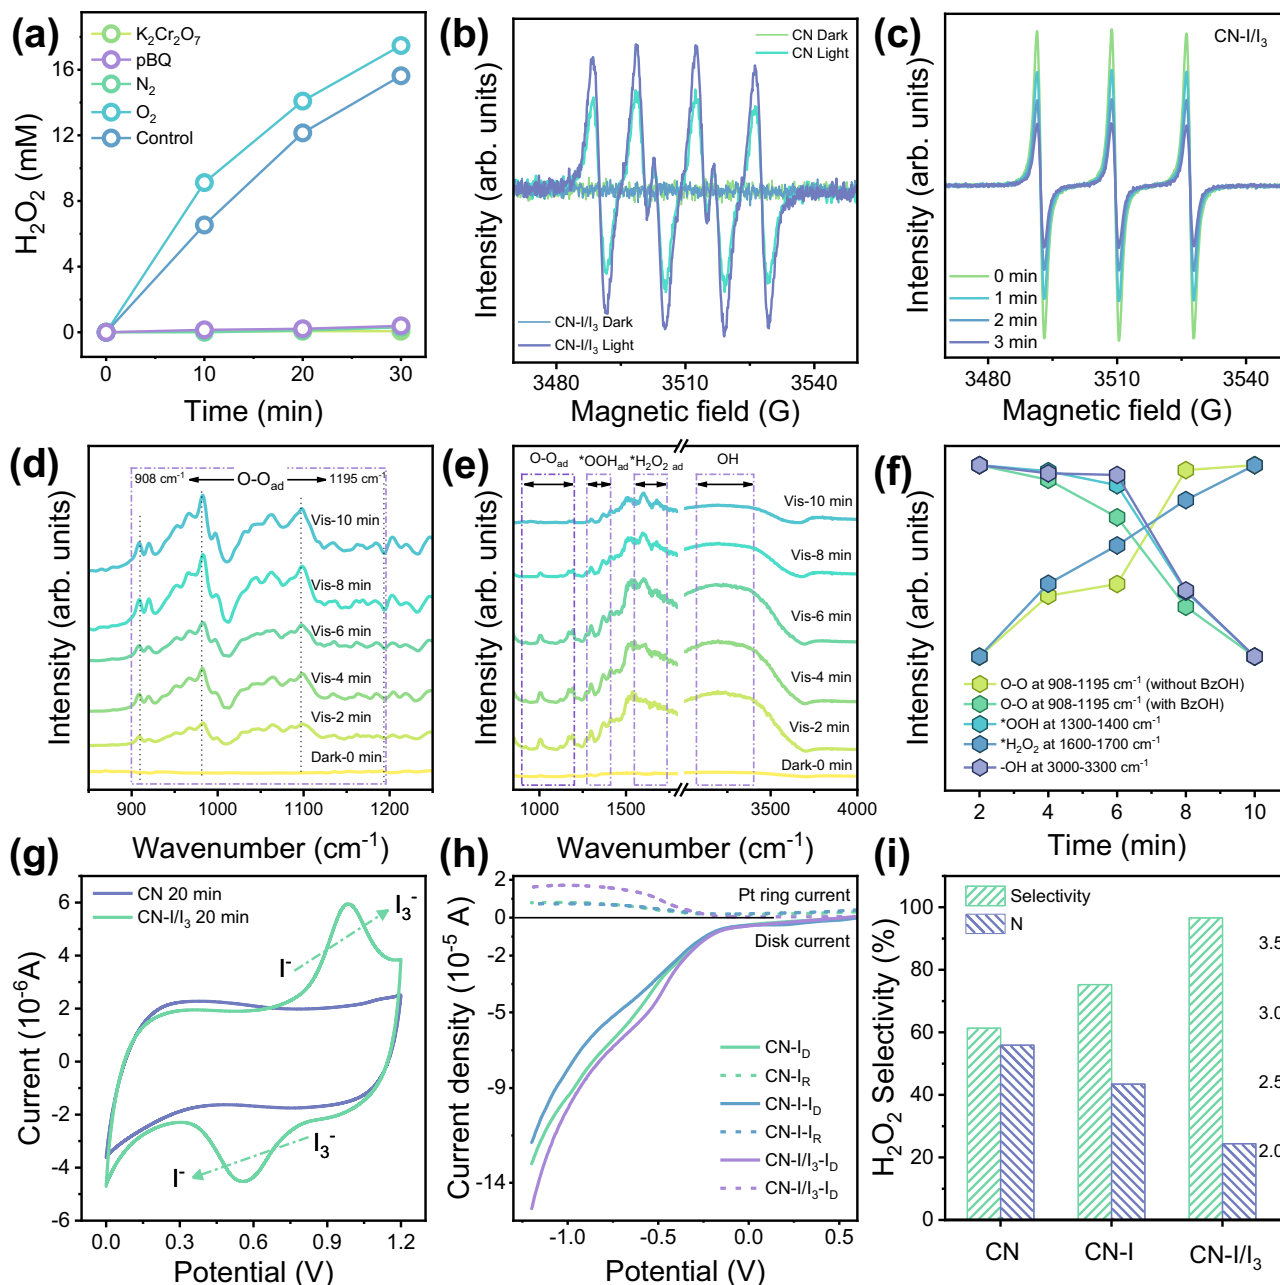 (a)
K₂Cr₂O₇
pBQ
N₂
O₂
Control
16
12
8
4
0
H₂O₂ (mM)
0 10 20 30
Time (min)
(b)
CN Dark
CN Light
CN-I/I₃ Dark
CN-I/I₃ Light
Intensity (arb. units)
3480 3510 3540
Magnetic field (G)
(c)
CN-I/I₃
0 min
1 min
2 min
3 min
Intensity (arb. units)
3480 3510 3540
Magnetic field (G)
(d)
908 cm⁻¹ O-Oad 1195 cm⁻¹
Vis-10 min
Vis-8 min
Vis-6 min
Vis-4 min
Vis-2 min
Dark-0 min
Intensity (arb. units)
900 1000 1100 1200
Wavenumber (cm⁻¹)
(e)
O-Oad *OOHad *H₂O₂ ad OH
Vis-10 min
Vis-8 min
Vis-6 min
Vis-4 min
Vis-2 min
Dark-0 min
Intensity (arb. units)
1000 1500 3500 4000
Wavenumber (cm⁻¹)
(f)
O-O at 908-1195 cm⁻¹ (without BzOH)
O-O at 908-1195 cm⁻¹ (with BzOH)
*OOH at 1300-1400 cm⁻¹
*H₂O₂ at 1600-1700 cm⁻¹
-OH at 3000-3300 cm⁻¹
Intensity (arb. units)
2 4 6 8 10
Time (min)
(g)
CN 20 min
CN-I/I₃ 20 min
I₃⁻
I⁻
I₃⁻
I⁻
6
4
2
0
-2
-4
-6
Current (10⁻⁶A)
0.0 0.3 0.6 0.9 1.2
Potential (V)
(h)
2
0
-2
-5
-9
-14
Pt ring current
Disk current
CN-I_D
CN-I_R
CN-I-I_D
CN-I-I_R
CN-I/I₃-I_D
CN-I/I₃-I_D
Current density (10⁻⁵ A)
-1.0 -0.5 0.0 0.5
Potential (V)
(i)
Selectivity
N
100
80
60
40
20
0
H₂O₂ Selectivity (%)
3.5
3.0
2.5
2.0
CN CN-I CN-I/I₃